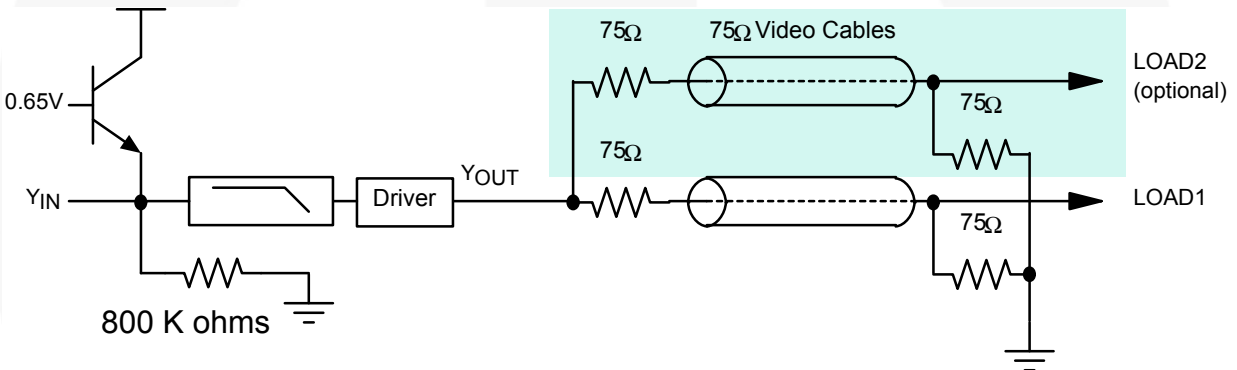 75Ω
75Ω Video Cables
LOAD2
(optional)
0.65V
75Ω
75Ω
YIN
Driver
YOUT
LOAD1
75Ω
800 K ohms